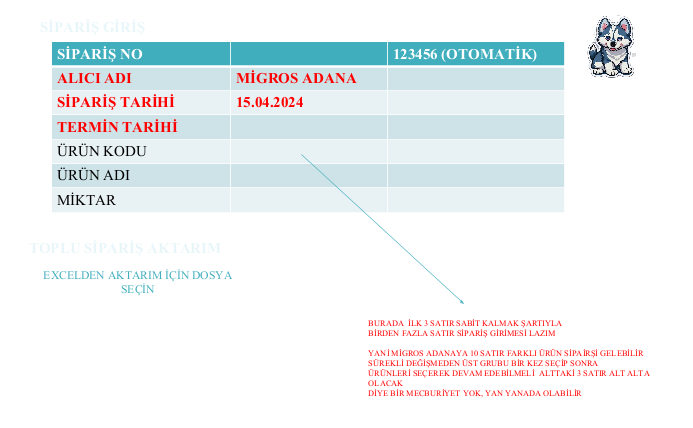 SİPARİŞ GİRİŞ
SİPARİŞ NO 123456 (OTOMATİK)
ALICI ADI MİGROS ADANA
SİPARİŞ TARİHİ 15.04.2024
TERMİN TARİHİ
ÜRÜN KODU
ÜRÜN ADI
MİKTAR
TOPLU SİPARİŞ AKTARIM
EXCELDEN AKTARIM İÇİN DOSYA
SEÇİN
BURADA İLK 3 SATIR SABİT KALMAK ŞARTIYLA
BİRDEN FAZLA SATIR SİPARİŞ GİRİMESİ LAZIM
YANİ MİGROS ADANAYA 10 SATIR FARKLI ÜRÜN SİPAİRŞİ GELEBİLİR
SÜREKLİ DEĞİŞMEDEN ÜST GRUBU BİR KEZ SEÇİP SONRA
ÜRÜNLERİ SEÇEREK DEVAM EDEBİLMELİ ALTTAKİ 3 SATIR ALT ALTA
OLACAK
DİYE BİR MECBURİYET YOK, YAN YANADA OLABİLİR